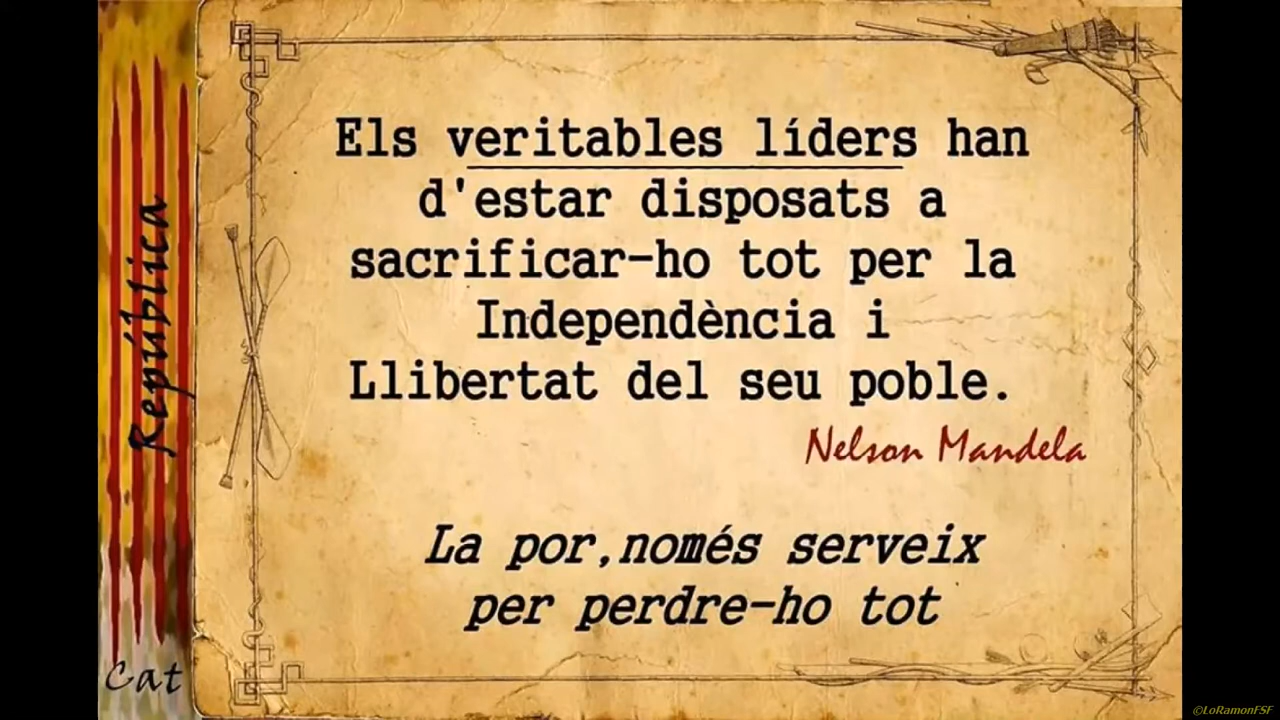 Els veritables líders han
d'estar disposats a
sacrificar-ho tot per la
Independència i
Llibertat del seu poble.
Nelson Mandela
La por,només serveix
per perdre-ho tot
República
Cat
©LoRamonFSF